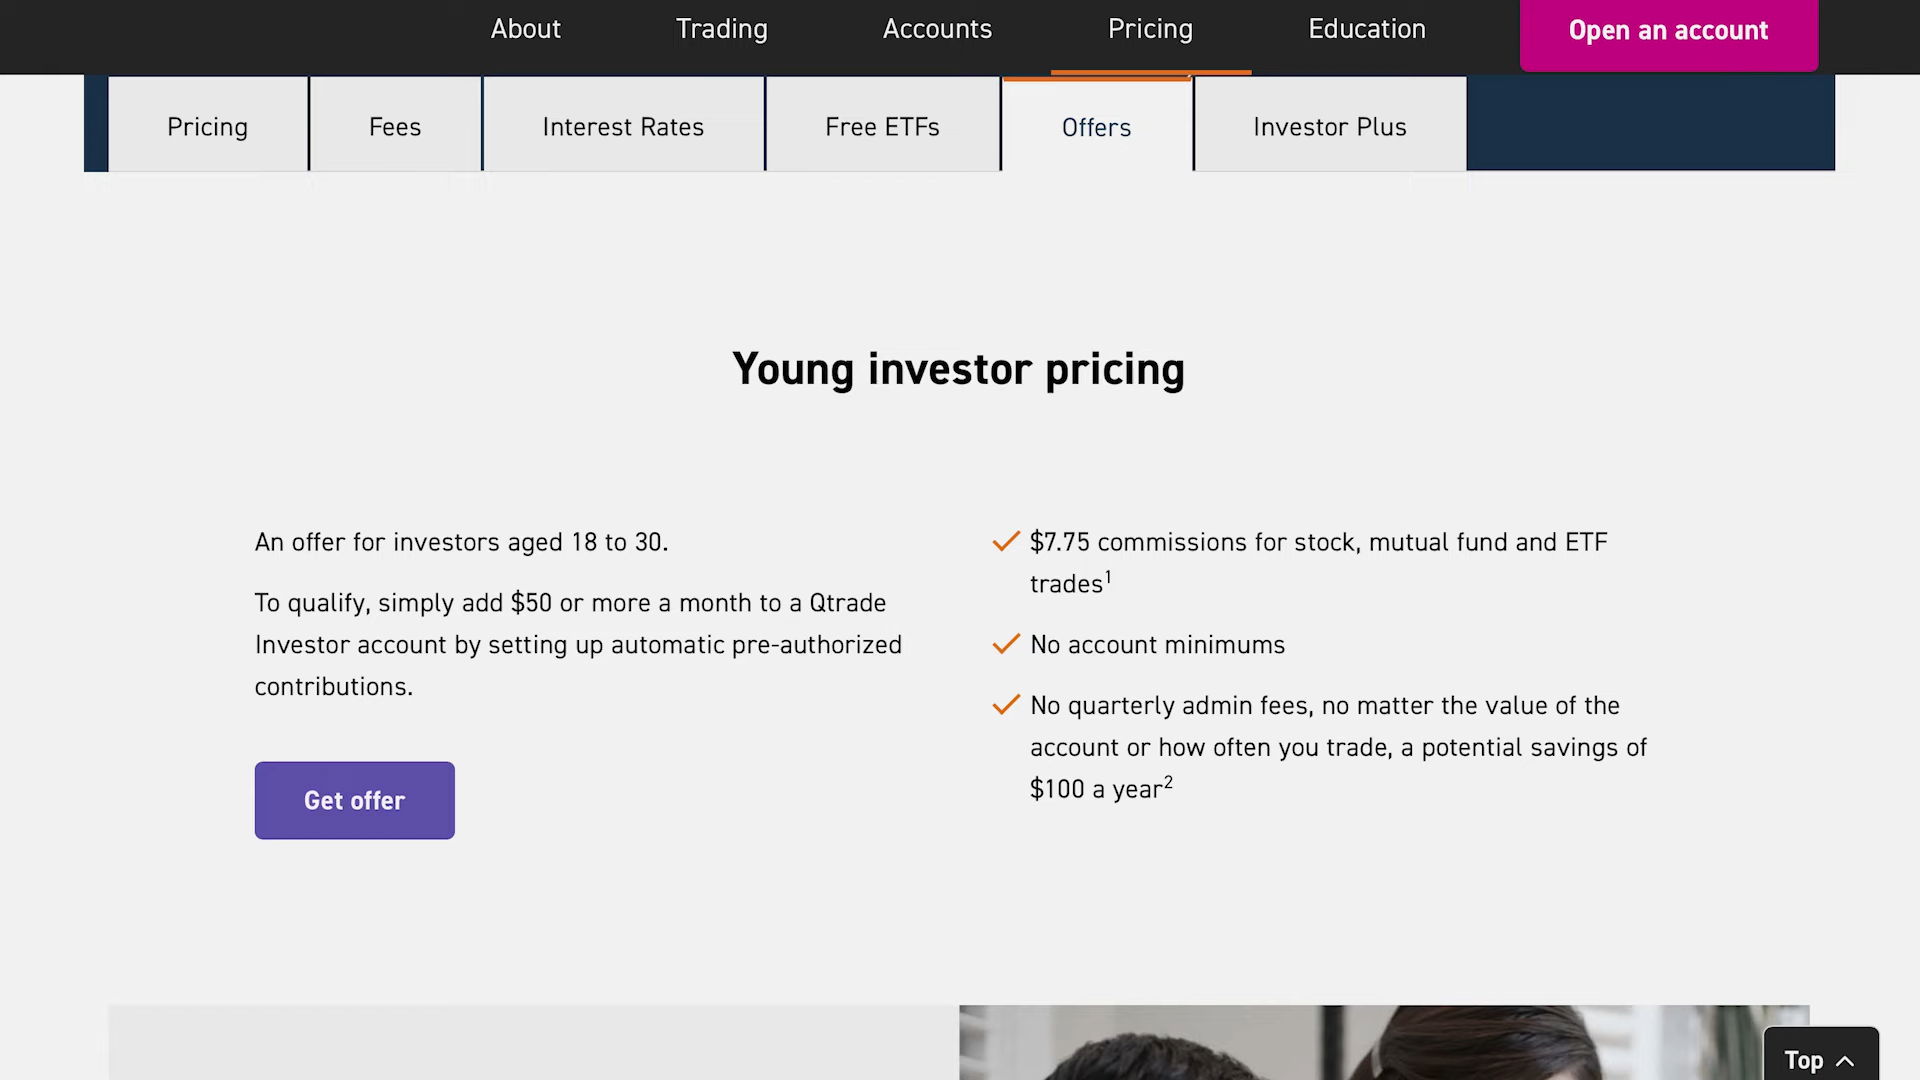 About Trading Accounts Pricing Education Open an account
Pricing Fees Interest Rates Free ETFs Offers Investor Plus
Young investor pricing
An offer for investors aged 18 to 30.
To qualify, simply add $50 or more a month to a Qtrade
Investor account by setting up automatic pre-authorized
contributions.
Get offer
$7.75 commissions for stock, mutual fund and ETF
trades¹
No account minimums
No quarterly admin fees, no matter the value of the
account or how often you trade, a potential savings of
$100 a year²
Top